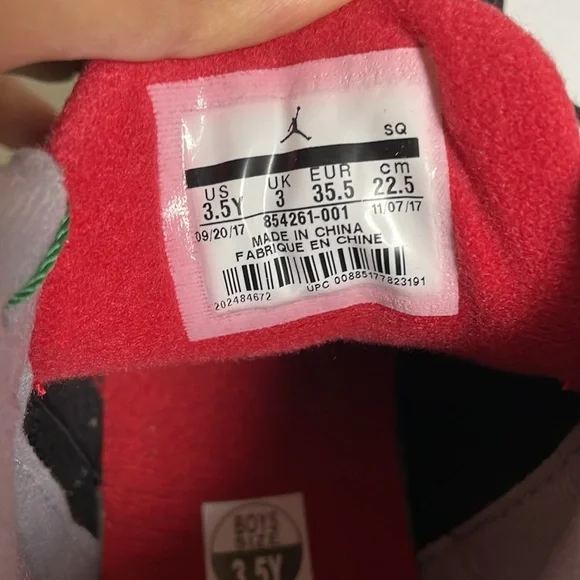 SQ
US UK EUR cm
3.5Y 3 35.5 22.5
09/20/17 854261-001 11/07/17
MADE IN CHINA
FABRIQUE EN CHINE
202484672 UPC 00885177823191
BOYS
SIZE
3.5Y